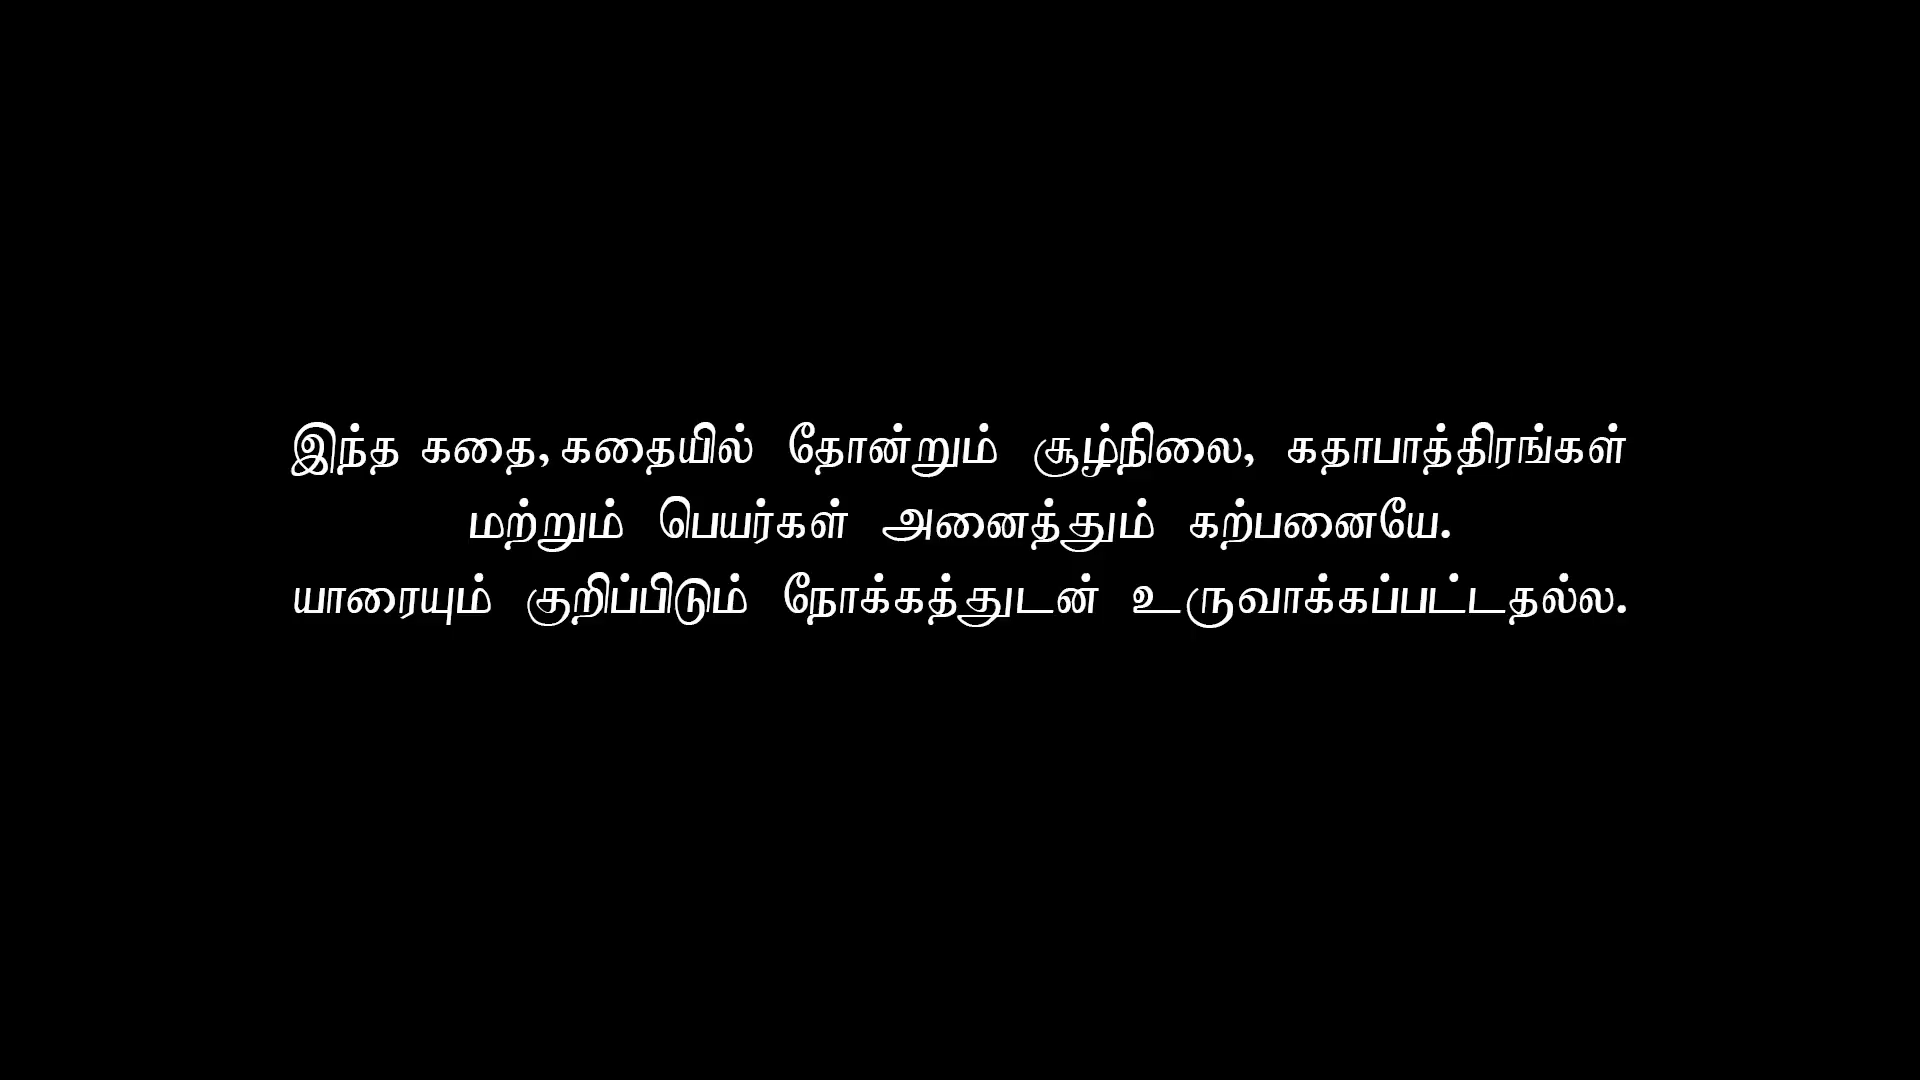 இந்த கதை, கதையில் தோன்றும் சூழ்நிலை, கதாபாத்திரங்கள்
மற்றும் பெயர்கள் அனைத்தும் கற்பனையே.
யாரையும் குறிப்பிடும் நோக்கத்துடன் உருவாக்கப்பட்டதல்ல.